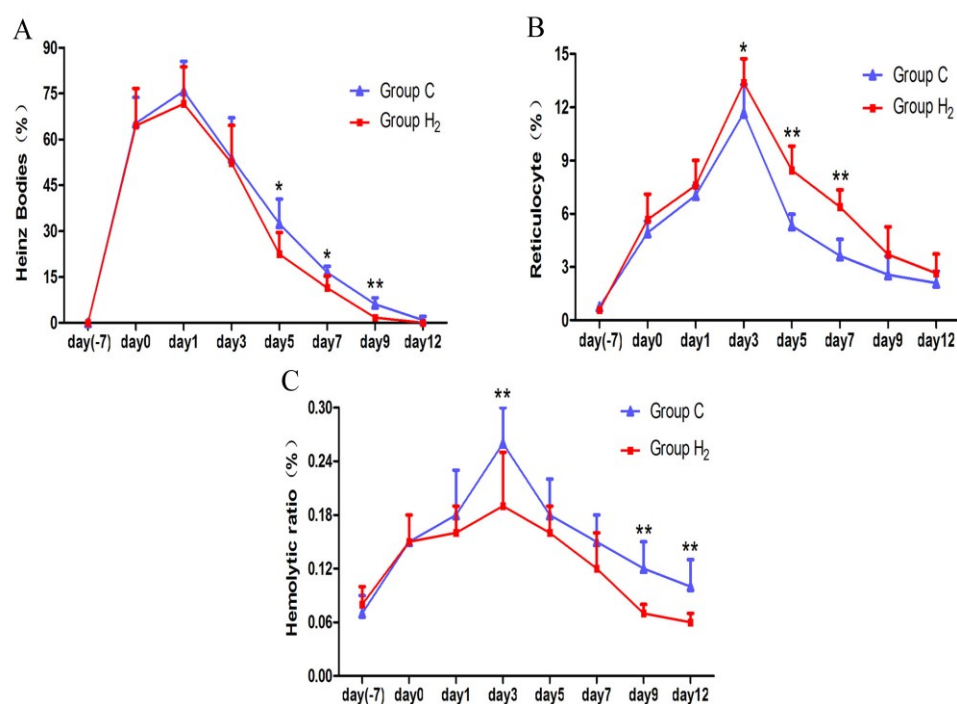 A
Heinz Bodies (%)
90
75
60
45
30
15
0
Group C
Group H₂
*
*
**
day(-7) day0 day1 day3 day5 day7 day9 day12
B
Reticulocyte (%)
15
12
9
6
3
0
Group C
Group H₂
*
**
**
day(-7) day0 day1 day3 day5 day7 day9 day12
C
Hemolytic ratio (%)
0.30
0.24
0.18
0.12
0.06
0.00
Group C
Group H₂
**
**
**
day(-7) day0 day1 day3 day5 day7 day9 day12